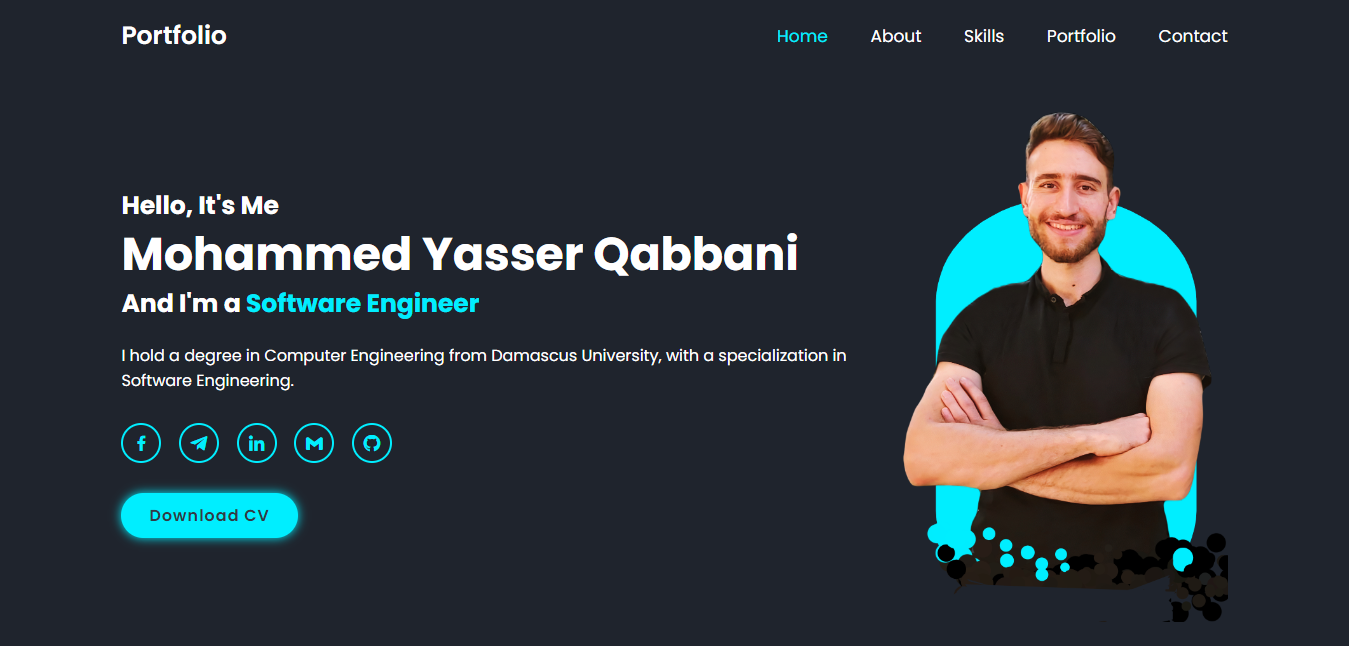 Portfolio
Home About Skills Portfolio Contact
Hello, It's Me
Mohammed Yasser Qabbani
And I'm a Software Engineer
I hold a degree in Computer Engineering from Damascus University, with a specialization in
Software Engineering.
Download CV